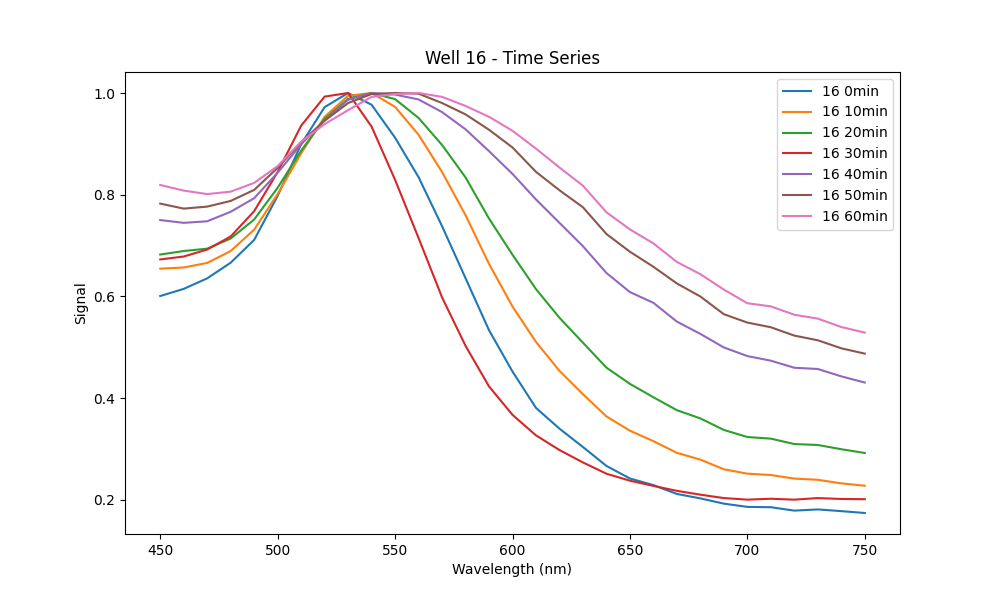 Well 16 - Time Series
1.0
0.8
0.6
0.4
0.2
Signal
450
500
550
600
650
700
750
Wavelength (nm)
16 0min
16 10min
16 20min
16 30min
16 40min
16 50min
16 60min